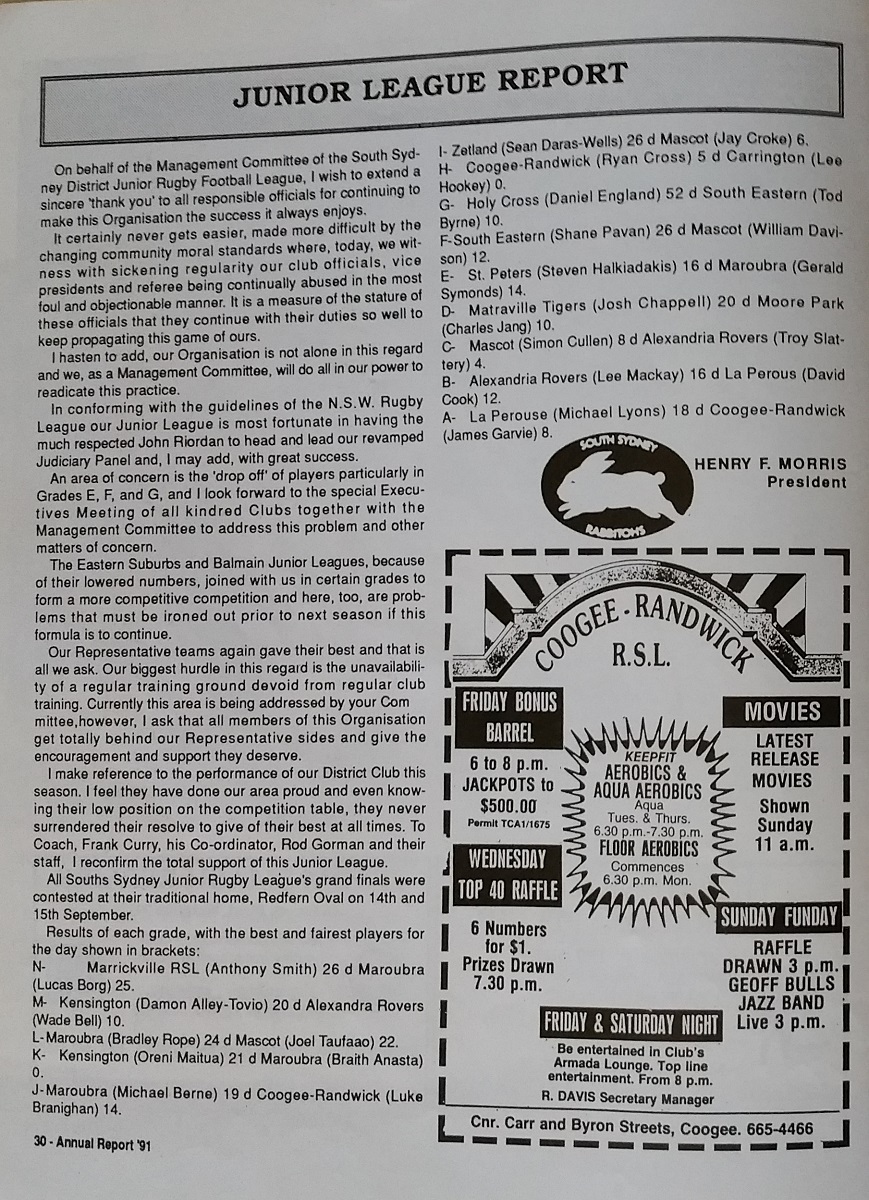 JUNIOR LEAGUE REPORT
On behalf of the Management Committee of the South Syd-
ney District Junior Rugby Football League, I wish to extend a
sincere 'thank you' to all responsible officials for continuing to
make this Organisation the success it always enjoys.
It certainly never gets easier, made more difficult by the
changing community moral standards where, today, we wit-
ness with sickening regularity our club officials, vice
presidents and referee being continually abused in the most
foul and objectionable manner. It is a measure of the stature of
these officials that they continue with their duties so well to
keep propagating this game of ours.
I hasten to add, our Organisation is not alone in this regard
and we, as a Management Committee, will do all in our power to
readicate this practice.
In conforming with the guidelines of the N.S.W. Rugby
League our Junior League is most fortunate in having the
much respected John Riordan to head and lead our revamped
Judiciary Panel and, I may add, with great success.
An area of concern is the 'drop off' of players particularly in
Grades E, F, and G, and I look forward to the special Execu-
tives Meeting of all kindred Clubs together with the
Management Committee to address this problem and other
matters of concern.
The Eastern Suburbs and Balmain Junior Leagues, because
of their lowered numbers, joined with us in certain grades to
form a more competitive competition and here, too, are prob-
lems that must be ironed out prior to next season if this
formula is to continue.
Our Representative teams again gave their best and that is
all we ask. Our biggest hurdle in this regard is the unavailabili-
ty of a regular training ground devoid from regular club
training. Currently this area is being addressed by your Com
mittee,however, I ask that all members of this Organisation
get totally behind our Representative sides and give the
encouragement and support they deserve.
I make reference to the performance of our District Club this
season. I feel they have done our area proud and even know-
ing their low position on the competition table, they never
surrendered their resolve to give of their best at all times. To
Coach, Frank Curry, his Co-ordinator, Rod Gorman and their
staff, I reconfirm the total support of this Junior League.
All Souths Sydney Junior Rugby League's grand finals were
contested at their traditional home, Redfern Oval on 14th and
15th September.
Results of each grade, with the best and fairest players for
the day shown in brackets:
N- Marrickville RSL (Anthony Smith) 26 d Maroubra
(Lucas Borg) 25.
M- Kensington (Damon Alley-Tovio) 20 d Alexandra Rovers
(Wade Bell) 10.
L-Maroubra (Bradley Rope) 24 d Mascot (Joel Taufaao) 22.
K- Kensington (Oreni Maitua) 21 d Maroubra (Braith Anasta)
0.
J-Maroubra (Michael Berne) 19 d Coogee-Randwick (Luke
Branighan) 14.
30 - Annual Report '91
I- Zetland (Sean Daras-Wells) 26 d Mascot (Jay Croke) 6.
H- Coogee-Randwick (Ryan Cross) 5 d Carrington (Lee
Hookey) 0.
G- Holy Cross (Daniel England) 52 d South Eastern (Tod
Byrne) 10.
F-South Eastern (Shane Pavan) 26 d Mascot (William Davi-
son) 12.
E- St. Peters (Steven Halkiadakis) 16 d Maroubra (Gerald
Symonds) 14.
D- Matraville Tigers (Josh Chappell) 20 d Moore Park
(Charles Jang) 10.
C- Mascot (Simon Cullen) 8 d Alexandria Rovers (Troy Slat-
tery) 4.
B- Alexandria Rovers (Lee Mackay) 16 d La Perous (David
Cook) 12.
A- La Perouse (Michael Lyons) 18 d Coogee-Randwick
(James Garvie) 8.
SOUTH SYDNEY
RABBITOHS
HENRY F. MORRIS
President
COOGEE - RANDWICK
R.S.L.
FRIDAY BONUS
BARREL
6 to 8 p.m.
JACKPOTS to
$500.00
Permit TCA1/1675
WEDNESDAY
TOP 40 RAFFLE
6 Numbers
for $1.
Prizes Drawn
7.30 p.m.
KEEPFIT
AEROBICS &
AQUA AEROBICS
Aqua
Tues. & Thurs.
6.30 p.m.-7.30 p.m.
FLOOR AEROBICS
Commences
6.30 p.m. Mon.
MOVIES
LATEST
RELEASE
MOVIES
Shown
Sunday
11 a.m.
SUNDAY FUNDAY
RAFFLE
DRAWN 3 p.m.
GEOFF BULLS
JAZZ BAND
Live 3 p.m.
FRIDAY & SATURDAY NIGHT
Be entertained in Club's
Armada Lounge. Top line
entertainment. From 8 p.m.
R. DAVIS Secretary Manager
Cnr. Carr and Byron Streets, Coogee. 665-4466